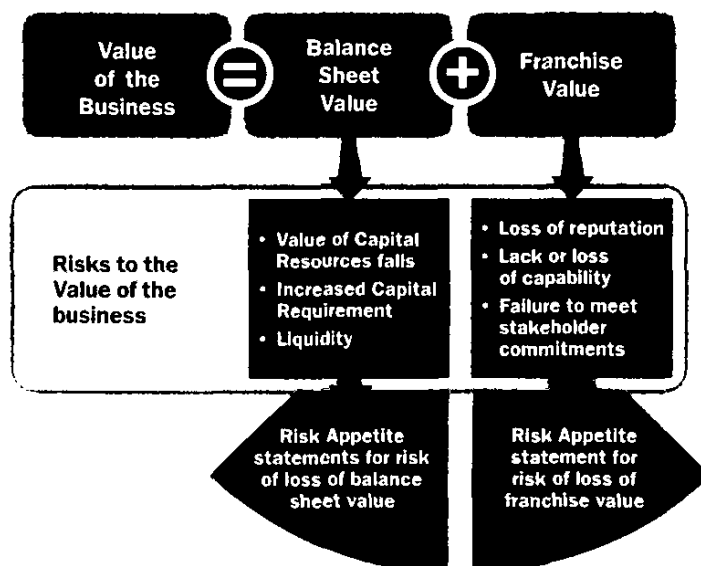 Value
of the
Business
=
Balance
Sheet
Value
+
Franchise
Value
Risks to the
Value of the
business
• Value of Capital
Resources falls
• Increased Capital
Requirement
• Liquidity
• Loss of reputation
• Lack or loss
of capability
• Failure to meet
stakeholder
commitments
Risk Appetite
statements for risk
of loss of balance
sheet value
Risk Appetite
statement for
risk of loss of
franchise value